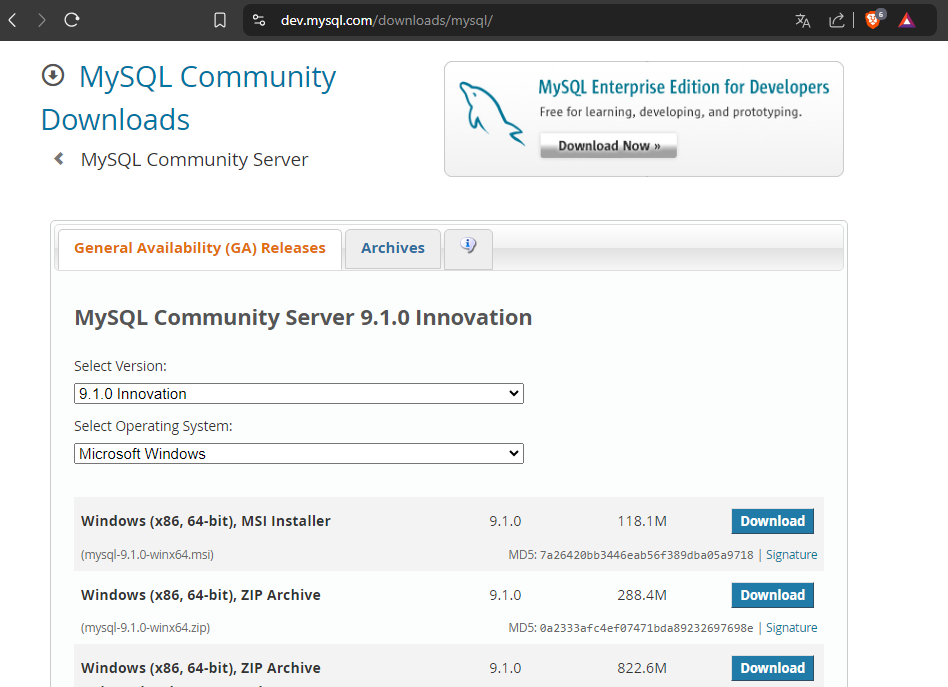 dev.mysql.com/downloads/mysql/
6
MySQL Community
Downloads
MySQL Community Server
MySQL Enterprise Edition for Developers
Free for learning, developing, and prototyping.
Download Now »
General Availability (GA) Releases
Archives
MySQL Community Server 9.1.0 Innovation
Select Version:
9.1.0 Innovation
Select Operating System:
Microsoft Windows
Windows (x86, 64-bit), MSI Installer 9.1.0 118.1M Download
(mysql-9.1.0-winx64.msi) MD5: 7a26420bb3446eab56f389dba05a9718 | Signature
Windows (x86, 64-bit), ZIP Archive 9.1.0 288.4M Download
(mysql-9.1.0-winx64.zip) MD5: 0a2333afc4ef07471bda89232697698e | Signature
Windows (x86, 64-bit), ZIP Archive 9.1.0 822.6M Download